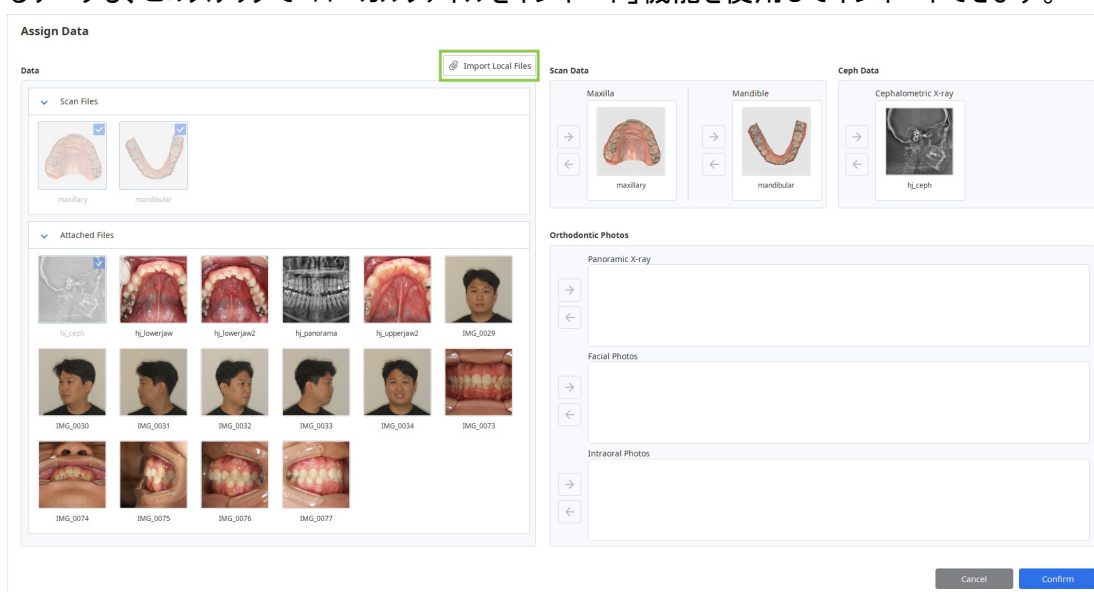 Assign Data
Data
Import Local Files
Scan Files
maxillary
mandibular
Attached Files
hj_ceph
hj_lowerjaw
hj_lowerjaw2
hj_panorama
hj_upperjaw2
IMG_0029
IMG_0030
IMG_0031
IMG_0032
IMG_0033
IMG_0034
IMG_0073
IMG_0074
IMG_0075
IMG_0076
IMG_0077
Scan Data
Maxilla
maxillary
Mandible
mandibular
Ceph Data
Cephalometric X-ray
hj_ceph
Orthodontic Photos
Panoramic X-ray
Facial Photos
Intraoral Photos
Cancel
Confirm